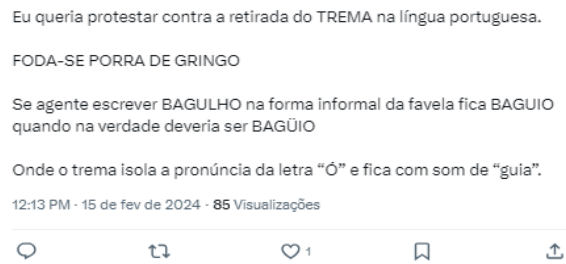 Eu queria protestar contra a retirada do TREMA na língua portuguesa.
FODA-SE PORRA DE GRINGO
Se agente escrever BAGULHO na forma informal da favela fica BAGUIO
quando na verdade deveria ser BAGÜIO
Onde o trema isola a pronúncia da letra “Ó” e fica com som de “guia”.
12:13 PM · 15 de fev de 2024 · 85 Visualizações
1